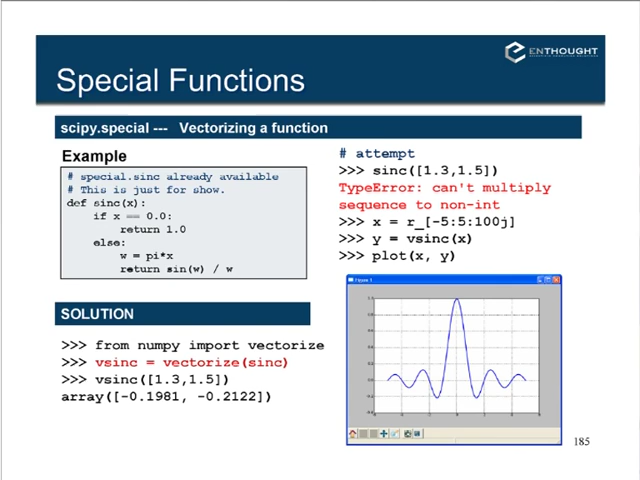 ENTHOUGHT
Special Functions
scipy.special --- Vectorizing a function
Example
# special.sinc already available
# This is just for show.
def sinc(x):
if x == 0.0:
return 1.0
else:
w = pi*x
return sin(w) / w
SOLUTION
>>> from numpy import vectorize
>>> vsinc = vectorize(sinc)
>>> vsinc([1.3,1.5])
array([-0.1981, -0.2122])
# attempt
>>> sinc([1.3,1.5])
TypeError: can't multiply
sequence to non-int
>>> x = r_[-5:5:100j]
>>> y = vsinc(x)
>>> plot(x, y)
Figure 1
185